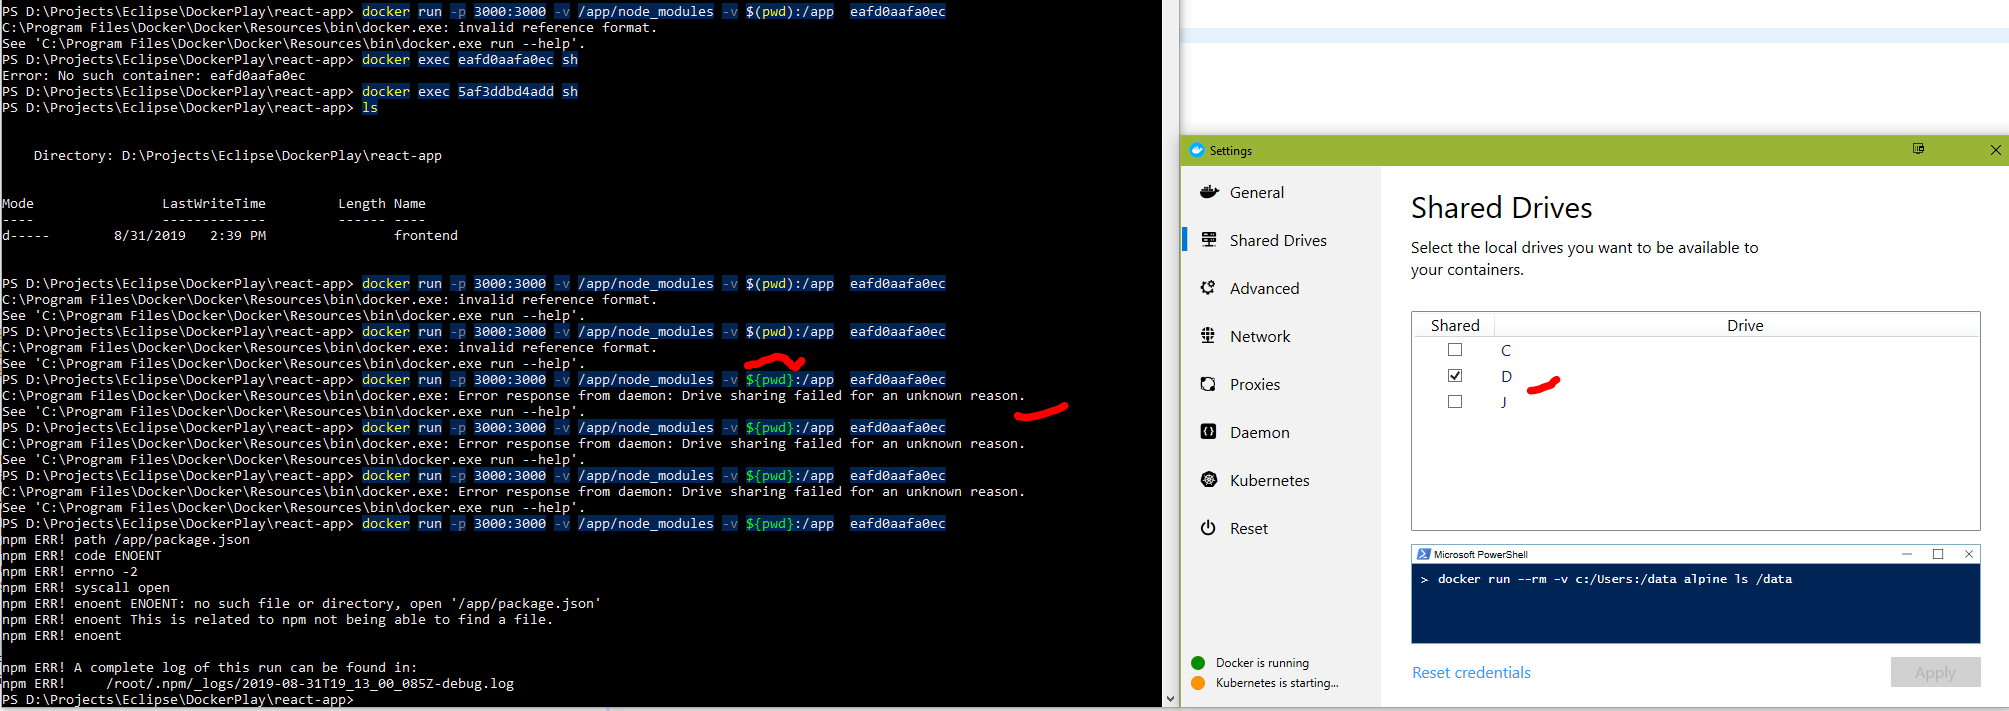 PS D:\Projects\Eclipse\DockerPlay\react-app> docker run -p 3000:3000 -v /app/node_modules -v $(pwd):/app  eafd0aafa0ec
C:\Program Files\Docker\Docker\Resources\bin\docker.exe: invalid reference format.
See 'C:\Program Files\Docker\Docker\Resources\bin\docker.exe run --help'.
PS D:\Projects\Eclipse\DockerPlay\react-app> docker exec eafd0aafa0ec sh
Error: No such container: eafd0aafa0ec
PS D:\Projects\Eclipse\DockerPlay\react-app> docker exec 5af3ddbd4add sh
PS D:\Projects\Eclipse\DockerPlay\react-app> ls
Directory: D:\Projects\Eclipse\DockerPlay\react-app
Mode                LastWriteTime         Length Name
----                -------------         ------ ----
d-----        8/31/2019   2:39 PM                frontend
PS D:\Projects\Eclipse\DockerPlay\react-app> docker run -p 3000:3000 -v /app/node_modules -v $(pwd):/app  eafd0aafa0ec
C:\Program Files\Docker\Docker\Resources\bin\docker.exe: invalid reference format.
See 'C:\Program Files\Docker\Docker\Resources\bin\docker.exe run --help'.
PS D:\Projects\Eclipse\DockerPlay\react-app> docker run -p 3000:3000 -v /app/node_modules -v $(pwd):/app  eafd0aafa0ec
C:\Program Files\Docker\Docker\Resources\bin\docker.exe: invalid reference format.
See 'C:\Program Files\Docker\Docker\Resources\bin\docker.exe run --help'.
PS D:\Projects\Eclipse\DockerPlay\react-app> docker run -p 3000:3000 -v /app/node_modules -v ${pwd}:/app  eafd0aafa0ec
C:\Program Files\Docker\Docker\Resources\bin\docker.exe: Error response from daemon: Drive sharing failed for an unknown reason.
See 'C:\Program Files\Docker\Docker\Resources\bin\docker.exe run --help'.
PS D:\Projects\Eclipse\DockerPlay\react-app> docker run -p 3000:3000 -v /app/node_modules -v ${pwd}:/app  eafd0aafa0ec
C:\Program Files\Docker\Docker\Resources\bin\docker.exe: Error response from daemon: Drive sharing failed for an unknown reason.
See 'C:\Program Files\Docker\Docker\Resources\bin\docker.exe run --help'.
PS D:\Projects\Eclipse\DockerPlay\react-app> docker run -p 3000:3000 -v /app/node_modules -v ${pwd}:/app  eafd0aafa0ec
C:\Program Files\Docker\Docker\Resources\bin\docker.exe: Error response from daemon: Drive sharing failed for an unknown reason.
See 'C:\Program Files\Docker\Docker\Resources\bin\docker.exe run --help'.
PS D:\Projects\Eclipse\DockerPlay\react-app> docker run -p 3000:3000 -v /app/node_modules -v ${pwd}:/app  eafd0aafa0ec
npm ERR! path /app/package.json
npm ERR! code ENOENT
npm ERR! errno -2
npm ERR! syscall open
npm ERR! enoent ENOENT: no such file or directory, open '/app/package.json'
npm ERR! enoent This is related to npm not being able to find a file.
npm ERR! enoent
npm ERR! A complete log of this run can be found in:
npm ERR!     /root/.npm/_logs/2019-08-31T19_13_00_085Z-debug.log
PS D:\Projects\Eclipse\DockerPlay\react-app>
Settings
General
Shared Drives
Advanced
Network
Proxies
Daemon
Kubernetes
Reset
Docker is running
Kubernetes is starting...
Shared Drives
Select the local drives you want to be available to
your containers.
Shared Drive
C
D
J
Microsoft PowerShell
> docker run --rm -v c:/Users:/data alpine ls /data
Reset credentials
Apply